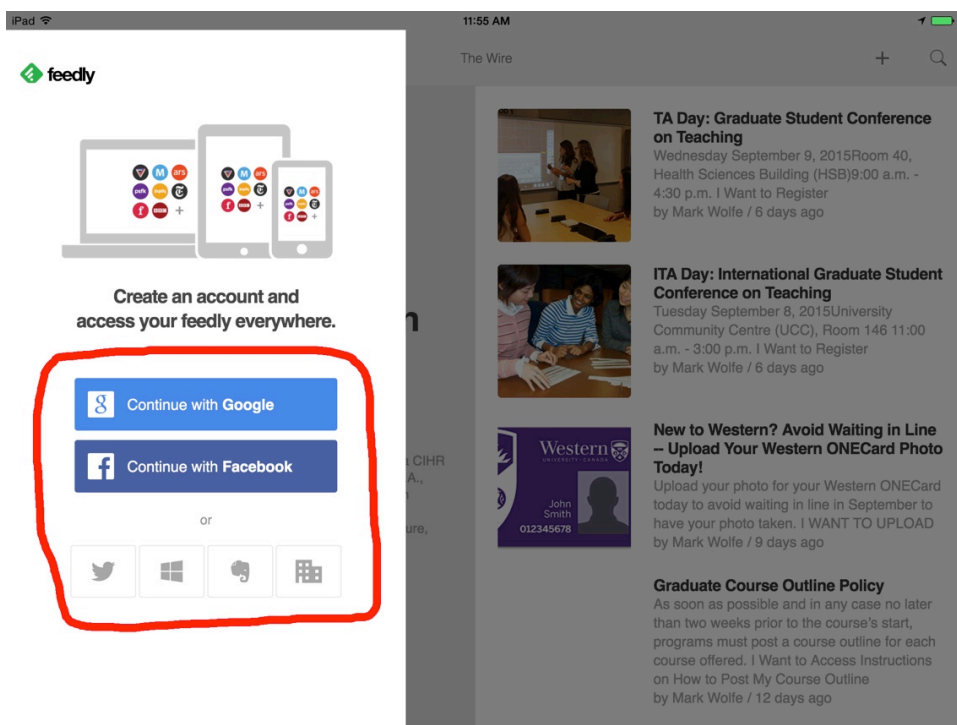 iPad
11:55 AM
feedly
Create an account and
access your feedly everywhere.
Continue with Google
Continue with Facebook
or
The Wire
n
a CIHR
A.,
n
ure,
TA Day: Graduate Student Conference
on Teaching
Wednesday September 9, 2015Room 40,
Health Sciences Building (HSB)9:00 a.m. -
4:30 p.m. I Want to Register
by Mark Wolfe / 6 days ago
ITA Day: International Graduate Student
Conference on Teaching
Tuesday September 8, 2015University
Community Centre (UCC), Room 146 11:00
a.m. - 3:00 p.m. I Want to Register
by Mark Wolfe / 6 days ago
Western
UNIVERSITY · CANADA
John
Smith
012345678
New to Western? Avoid Waiting in Line
-- Upload Your Western ONECard Photo
Today!
Upload your photo for your Western ONECard
today to avoid waiting in line in September to
have your photo taken. I WANT TO UPLOAD
by Mark Wolfe / 9 days ago
Graduate Course Outline Policy
As soon as possible and in any case no later
than two weeks prior to the course's start,
programs must post a course outline for each
course offered. I Want to Access Instructions
on How to Post My Course Outline
by Mark Wolfe / 12 days ago